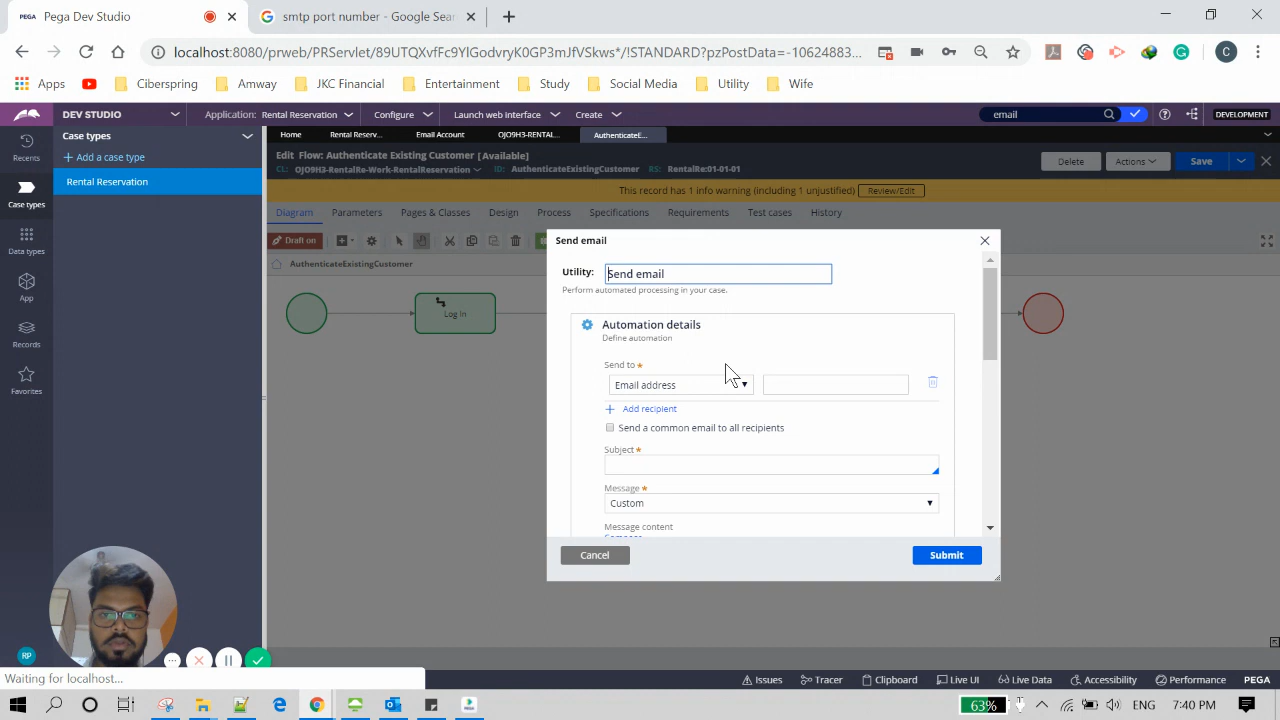 PEGA Pega Dev Studio
smtp port number - Google Sear
localhost:8080/prweb/PRServlet/89UTQXvfFc9YIGodvryK0GP3mJfVSkws*/!STANDARD?pzPostData=-10624883...
C
Apps
Ciberspring
Amway
JKC Financial
Entertainment
Study
Social Media
Utility
Wife
DEV STUDIO
Application: Rental Reservation
Configure
Launch web interface
Create
email
DEVELOPMENT
Recents
Case types
Data types
App
Records
Favorites
RP
Case types
+ Add a case type
Rental Reservation
Home
Rental Reserv...
Email Account
OJO9H3-RENTAL...
AuthenticateE...
Edit Flow: Authenticate Existing Customer [Available]
CL: OJO9H3-RentalRe-Work-RentalReservation ID: AuthenticateExistingCustomer RS: RentalRe:01-01-01
Delete
Actions
Save
This record has 1 info warning (including 1 unjustified) Review/Edit
Diagram
Parameters
Pages & Classes
Design
Process
Specifications
Requirements
Test cases
History
Draft on
AuthenticateExistingCustomer
Log In
Send email
Utility: Send email
Perform automated processing in your case.
Automation details
Define automation
Send to *
Email address
+ Add recipient
Send a common email to all recipients
Subject *
Message *
Custom
Message content
Cancel
Submit
Waiting for localhost...
Issues
Tracer
Clipboard
Live UI
Live Data
Accessibility
Performance
PEGA
63%
7:40 PM